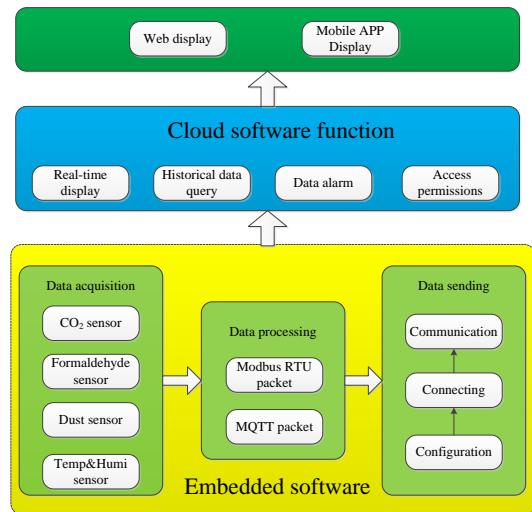 Web display
Mobile APP
Display
Cloud software function
Real-time
display
Historical data
query
Data alarm
Access
permissions
Data acquisition
CO₂ sensor
Formaldehyde
sensor
Dust sensor
Temp&Humi
sensor
Data processing
Modbus RTU
packet
MQTT packet
Data sending
Communication
Connecting
Configuration
Embedded software